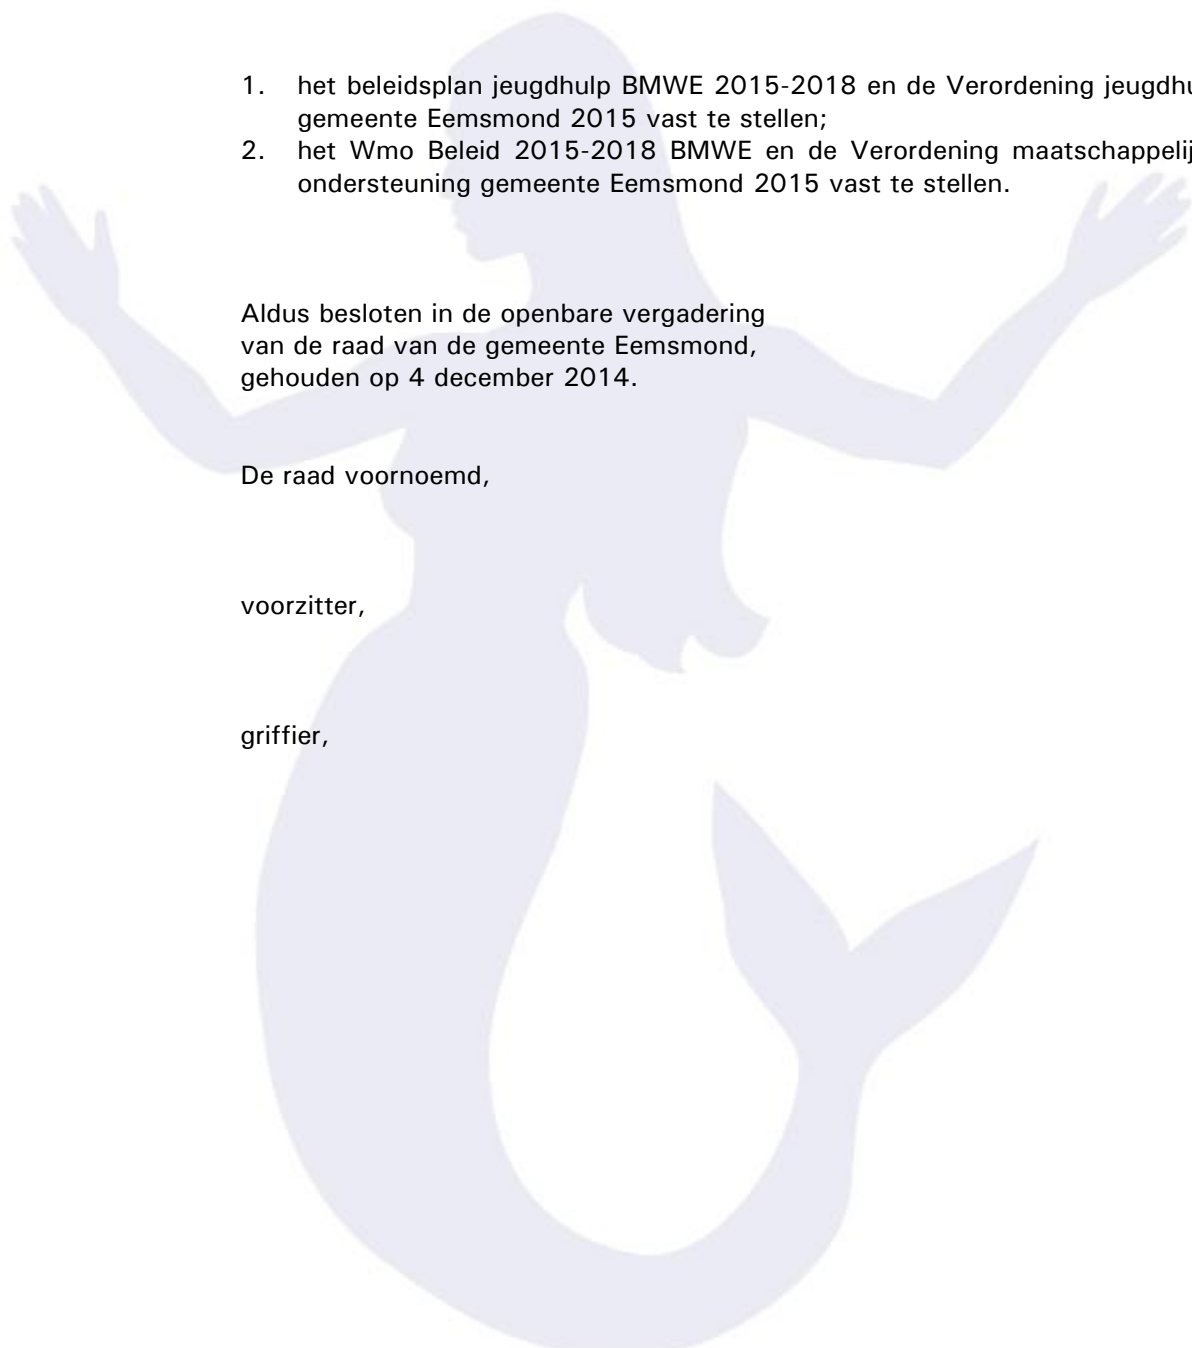 1. het beleidsplan jeugdhulp BMWE 2015-2018 en de Verordening
gemeente Eemsmond 2015 vast te stellen;
2. het Wmo Beleid 2015-2018 BMWE en de Verordening
ondersteuning gemeente Eemsmond 2015 vast te stellen.
Aldus besloten in de openbare vergadering
van de raad van de gemeente Eemsmond,
gehouden op 4 december 2014.
De raad voornoemd,
voorzitter,
griffier,